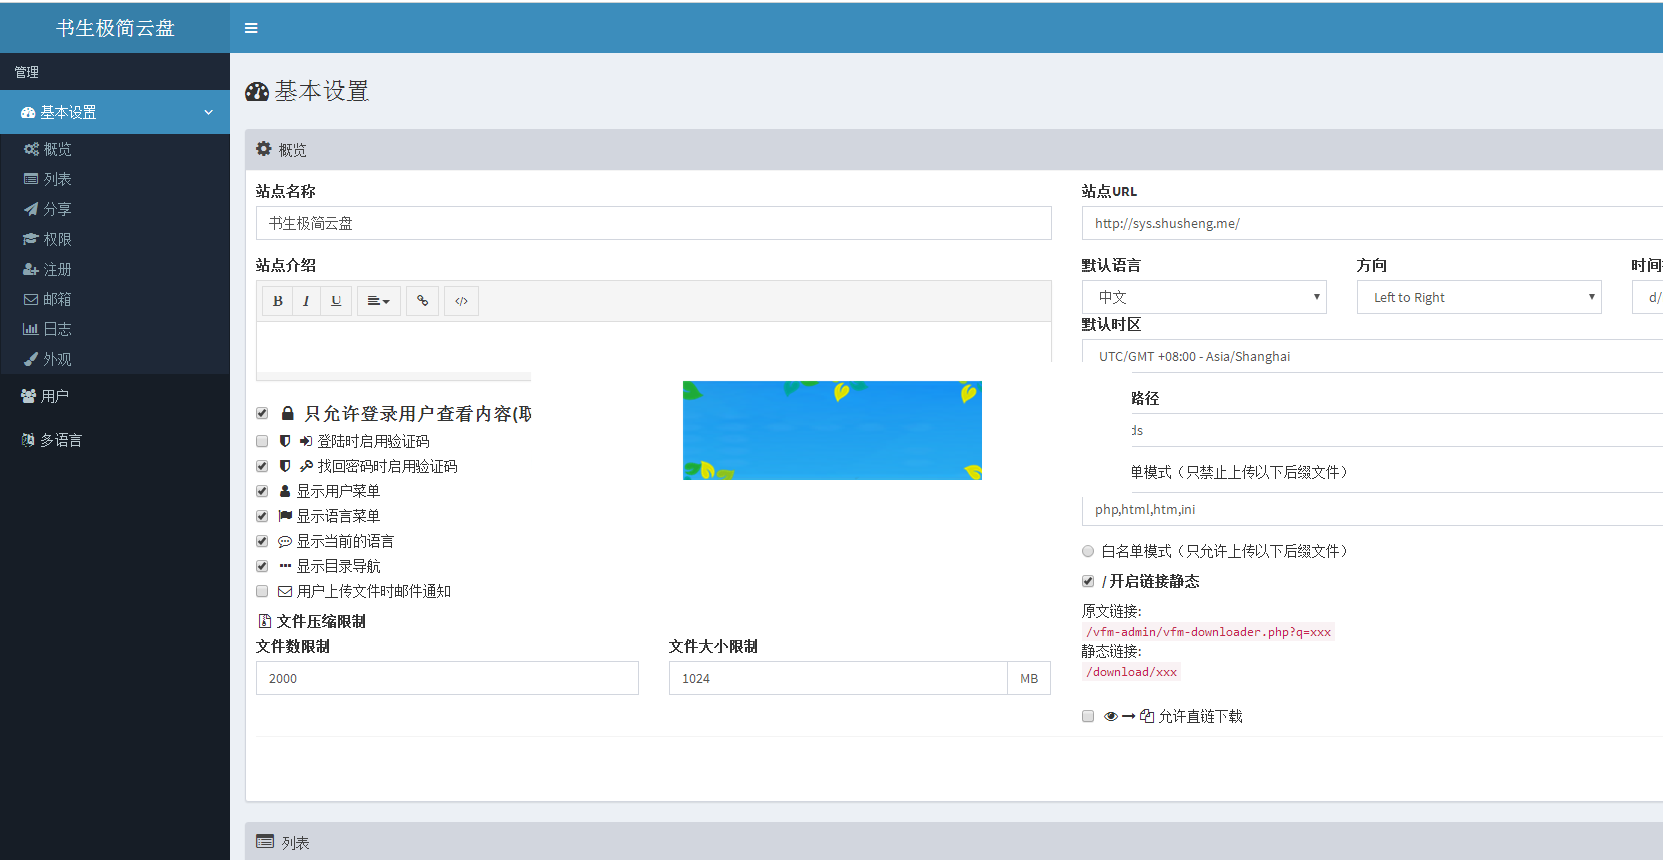 书生极简云盘
管理
基本设置
概览
列表
分享
权限
注册
邮箱
日志
外观
用户
多语言
基本设置
概览
站点名称
书生极简云盘
站点介绍
B I U </>
只允许登录用户查看内容(取
登陆时启用验证码
找回密码时启用验证码
显示用户菜单
显示语言菜单
显示当前的语言
显示目录导航
用户上传文件时邮件通知
文件压缩限制
文件数限制 文件大小限制
2000 1024 MB
站点URL
http://sys.shusheng.me/
默认语言 方向 时间
中文 Left to Right d/
默认时区
UTC/GMT +08:00 - Asia/Shanghai
路径
ds
单模式（只禁止上传以下后缀文件）
php,html,htm,ini
白名单模式（只允许上传以下后缀文件）
/ 开启链接静态
原文链接:
/vfm-admin/vfm-downloader.php?q=xxx
静态链接:
/download/xxx
允许直链下载
列表